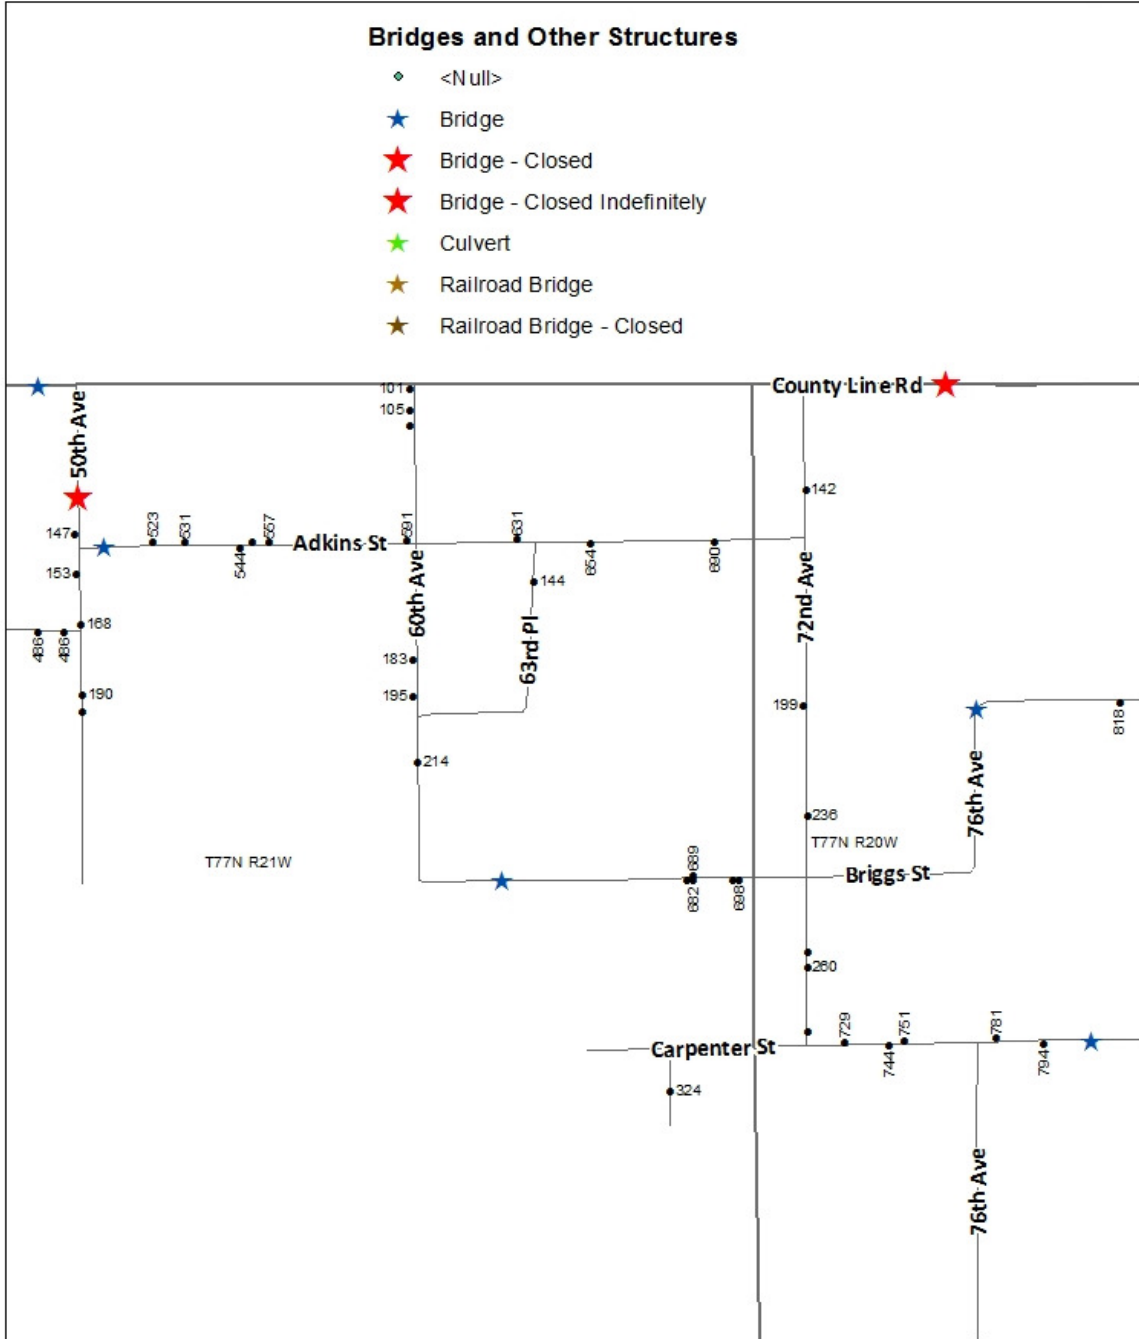 Bridges and Other Structures
<Null>
Bridge
Bridge - Closed
Bridge - Closed Indefinitely
Culvert
Railroad Bridge
Railroad Bridge - Closed
101
County Line Rd
105
50th Ave
142
147
523
531
557
544
Adkins St
591
631
654
690
153
144
60th Ave
63rd Pl
72nd Ave
168
486
486
183
190
195
199
818
214
76th Ave
236
T77N R21W
T77N R20W
689
682
698
Briggs St
260
729
751
781
744
794
Carpenter St
324
76th Ave